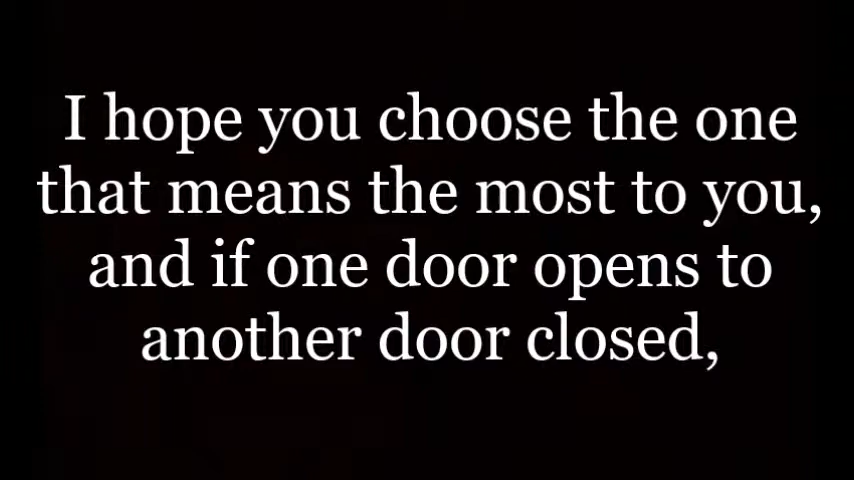 I hope you choose the one
that means the most to you,
and if one door opens to
another door closed,